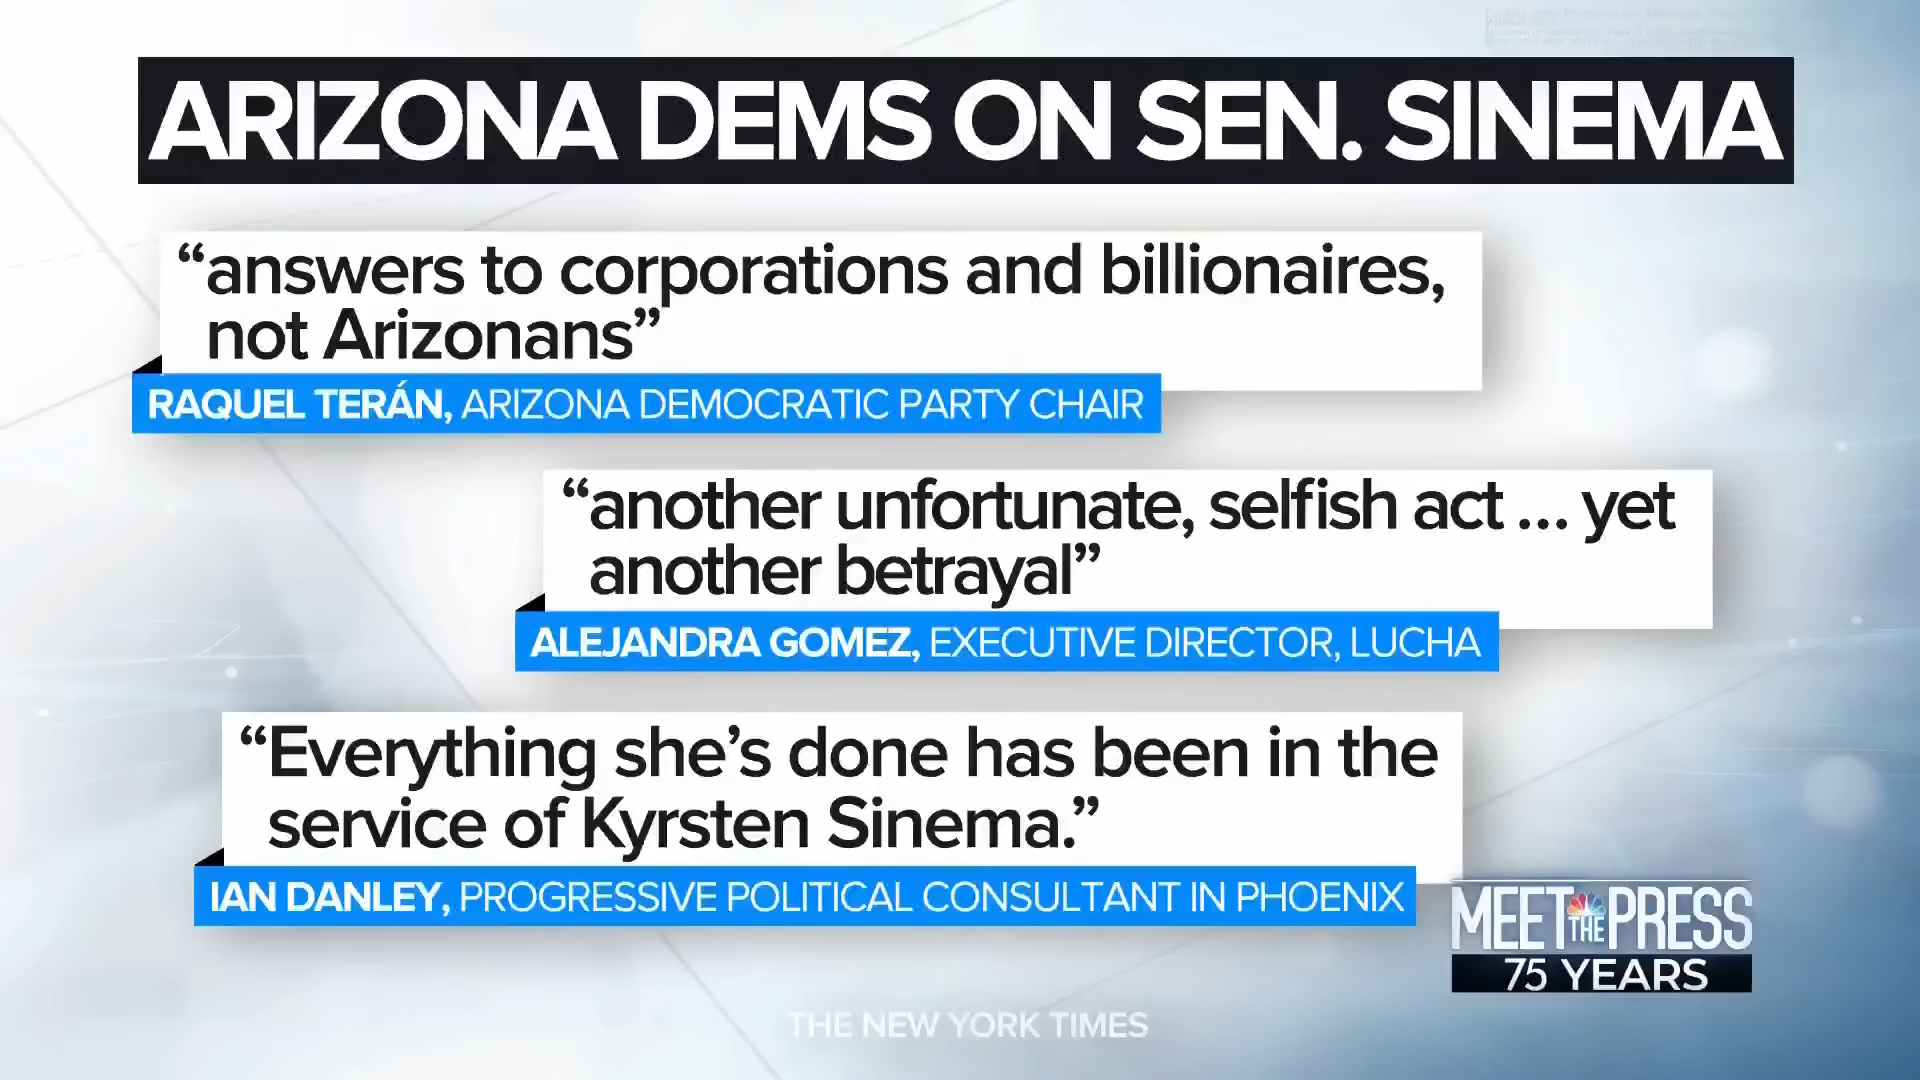 ARIZONA DEMS ON SEN. SINEMA
“answers to corporations and billionaires,
not Arizonans”
RAQUEL TERÁN, ARIZONA DEMOCRATIC PARTY CHAIR
“another unfortunate, selfish act ... yet
another betrayal”
ALEJANDRA GOMEZ, EXECUTIVE DIRECTOR, LUCHA
“Everything she’s done has been in the
service of Kyrsten Sinema.”
IAN DANLEY, PROGRESSIVE POLITICAL CONSULTANT IN PHOENIX
MEET THE PRESS
75 YEARS
THE NEW YORK TIMES